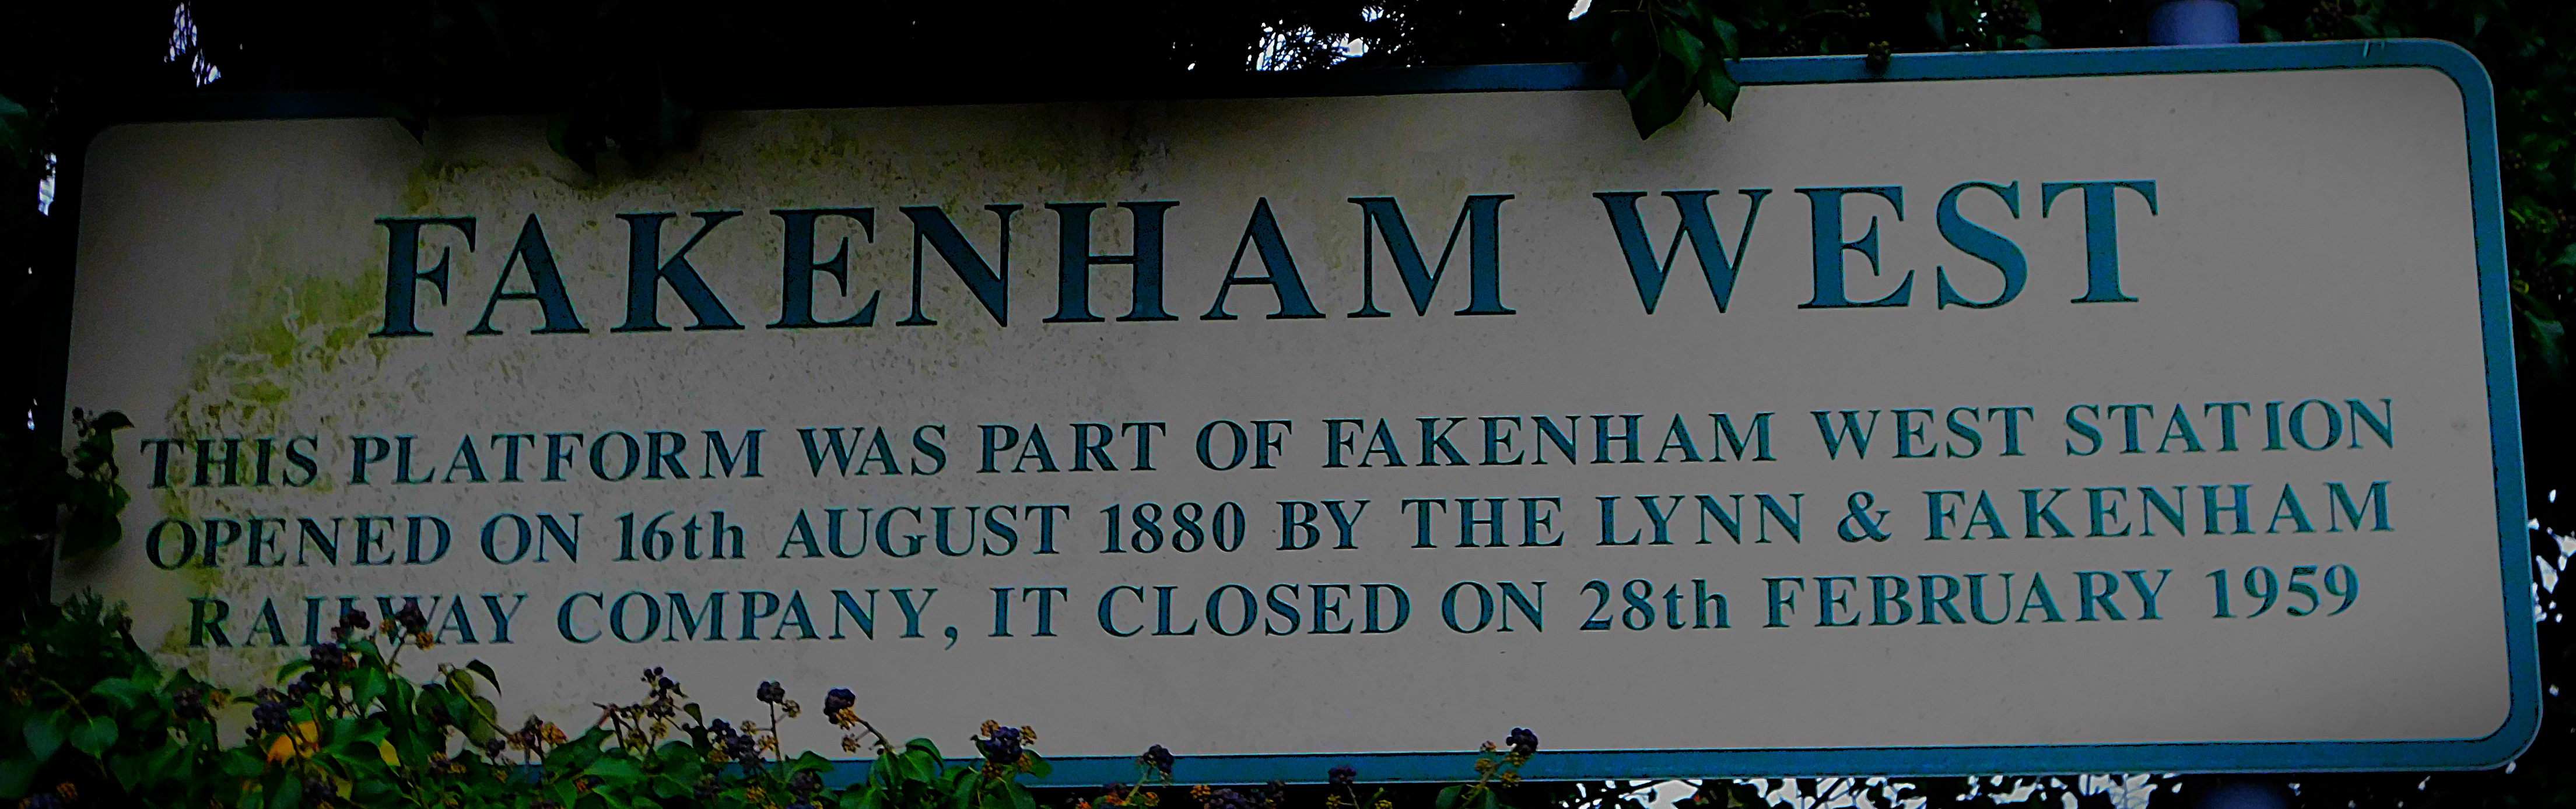 FAKENHAM WEST
THIS PLATFORM WAS PART OF FAKENHAM WEST STATION
OPENED ON 16th AUGUST 1880 BY THE LYNN & FAKENHAM
RAILWAY COMPANY, IT CLOSED ON 28th FEBRUARY 1959